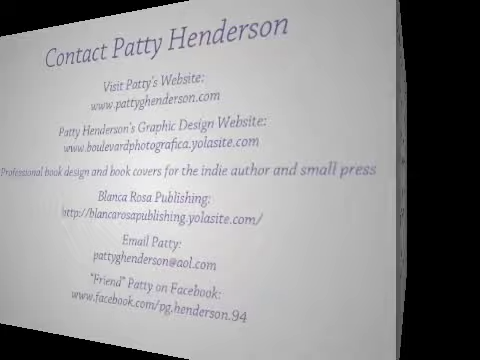 Contact Patty Henderson
Visit Patty's Website:
www.pattyghenderson.com
Patty Henderson's Graphic Design Website:
www.boulevardphotografica.yolasite.com
Professional book design and book covers for the indie author and small press
Blanca Rosa Publishing:
http://blancarosapublishing.yolasite.com/
Email Patty:
pattyghenderson@aol.com
"Friend" Patty on Facebook:
www.facebook.com/pg.henderson.94